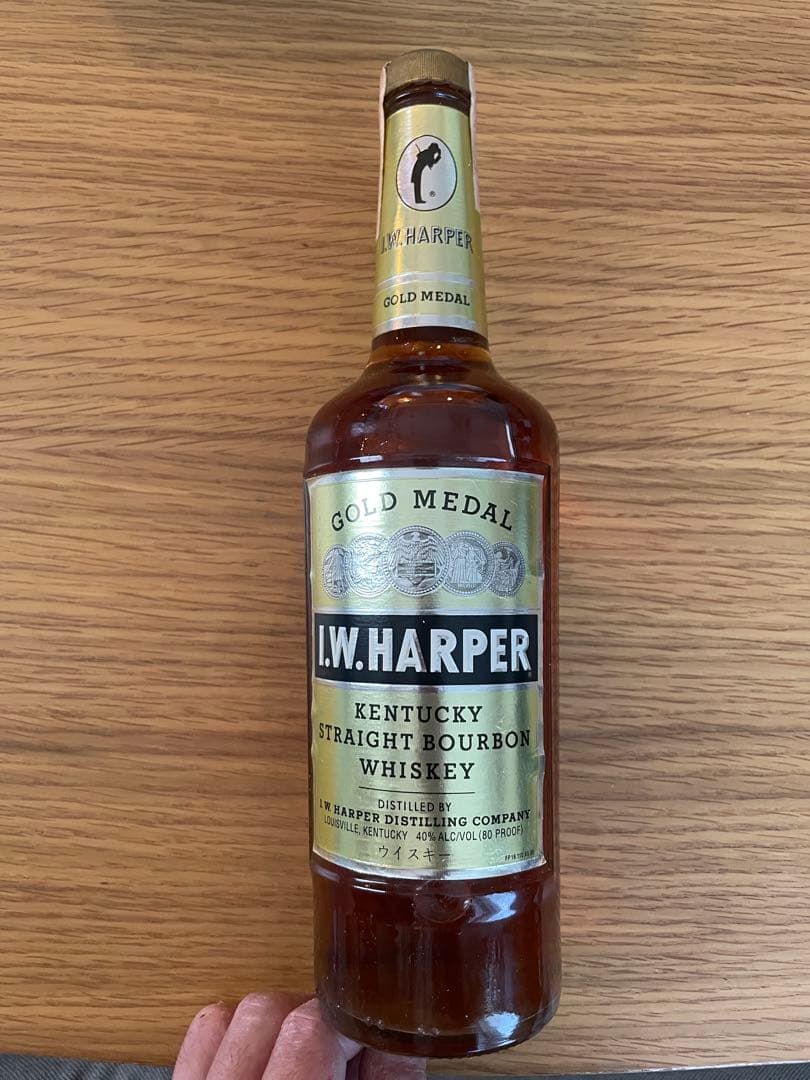 ®
I.W.HARPER
GOLD MEDAL
GOLD MEDAL
I.W.HARPER
KENTUCKY
STRAIGHT BOURBON
WHISKEY
DISTILLED BY
I.W. HARPER DISTILLING COMPANY
LOUISVILLE, KENTUCKY 40% ALC/VOL (80 PROOF)
ウイスキー